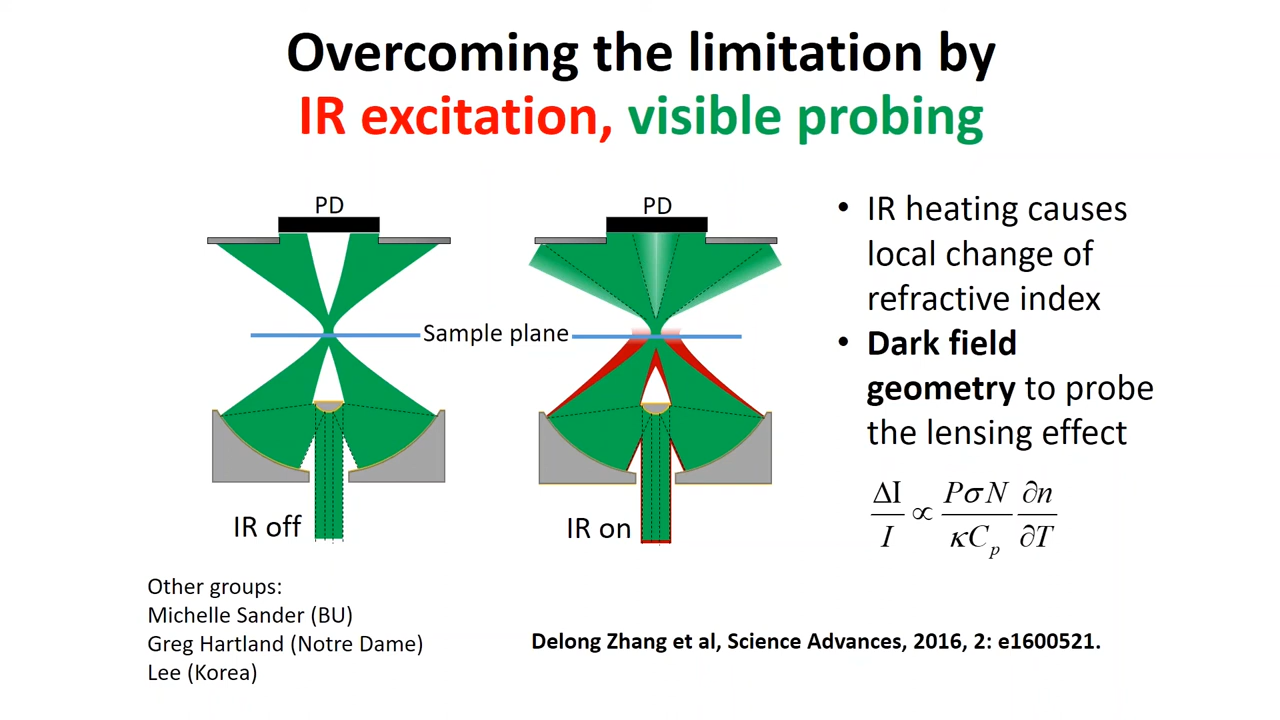 Overcoming the limitation by
IR excitation, visible probing
PD
PD
Sample plane
IR off
IR on
• IR heating causes
local change of
refractive index
• Dark field
geometry to probe
the lensing effect
ΔI/I ∝ PσN/κC_p ∂n/∂T
Other groups:
Michelle Sander (BU)
Greg Hartland (Notre Dame)
Lee (Korea)
Delong Zhang et al, Science Advances, 2016, 2: e1600521.